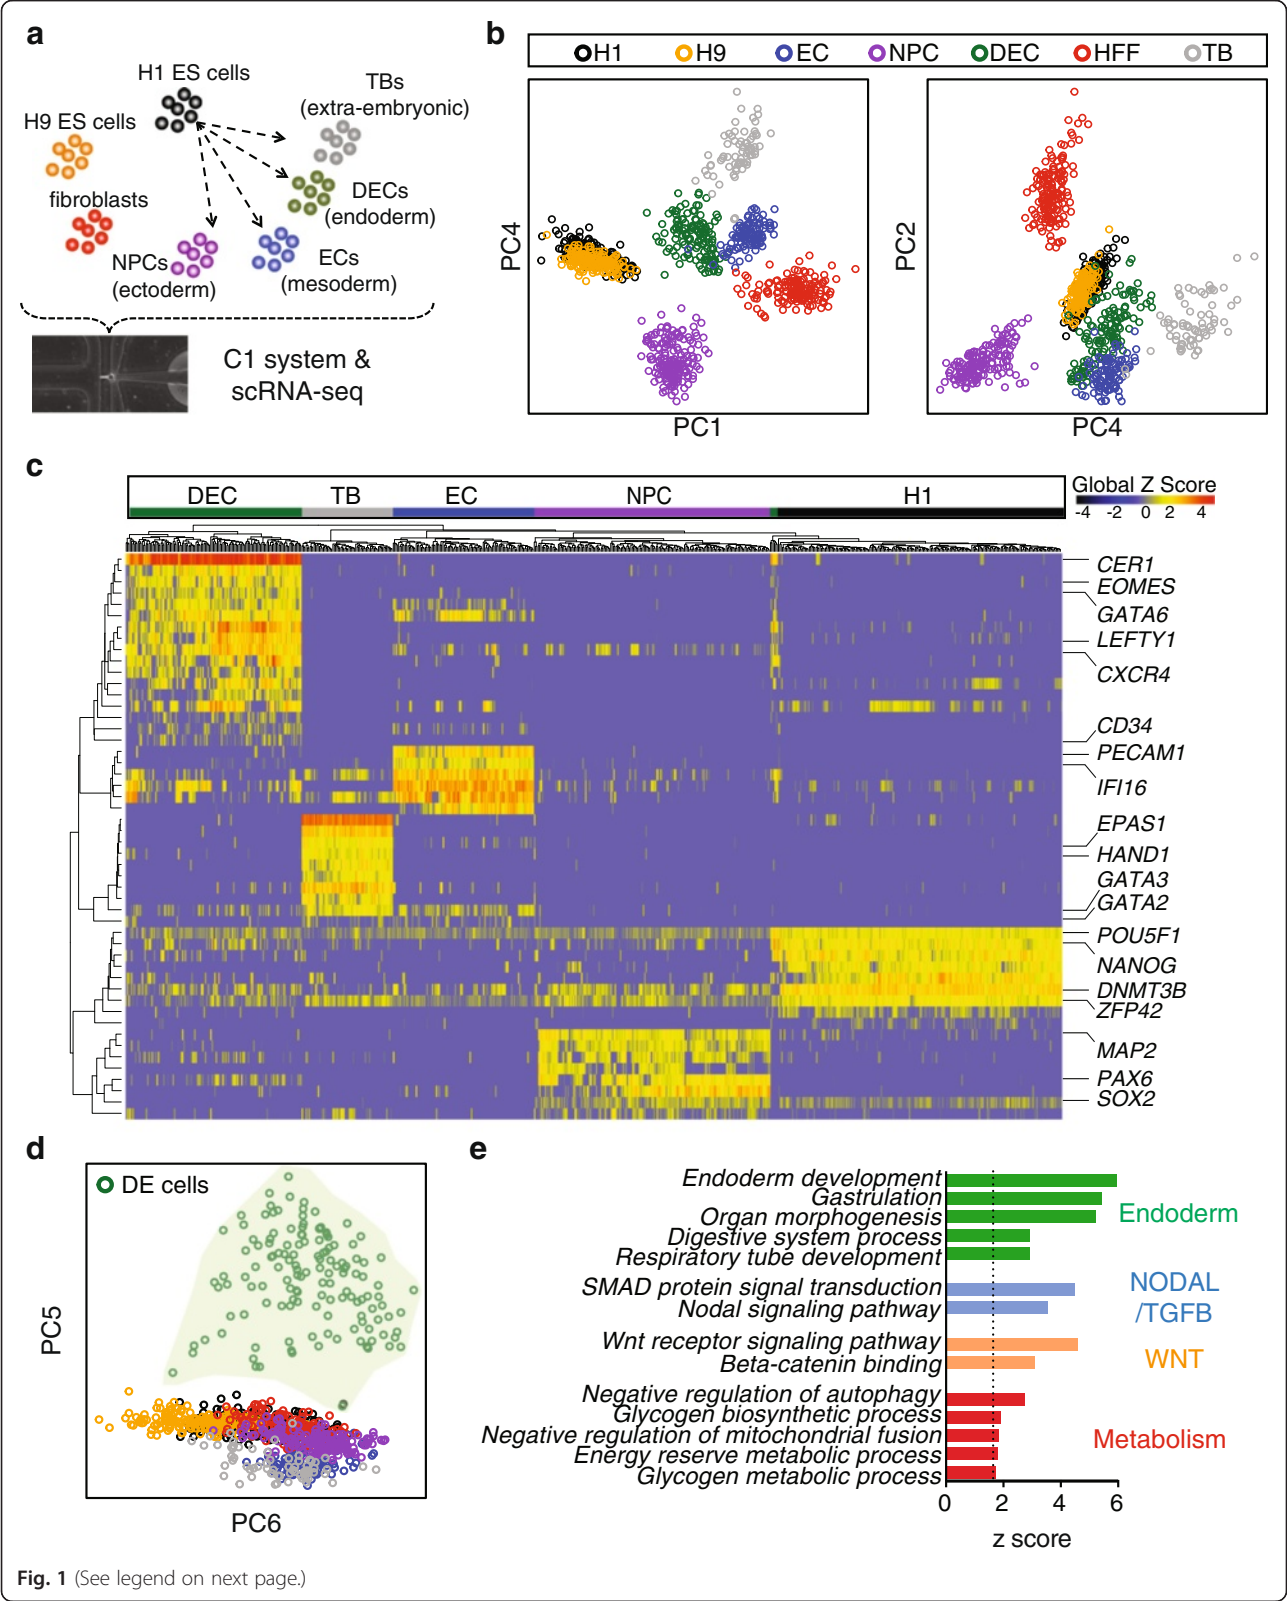 a
H1 ES cells
TBs
(extra-embryonic)
H9 ES cells
fibroblasts
DECs
(endoderm)
NPCs
(ectoderm)
ECs
(mesoderm)
C1 system &
scRNA-seq
b
H1 H9 EC NPC DEC HFF TB
PC4
PC1
PC2
PC4
c
DEC TB EC NPC H1
Global Z Score
-4 -2 0 2 4
CER1
EOMES
GATA6
LEFTY1
CXCR4
CD34
PECAM1
IFI16
EPAS1
HAND1
GATA3
GATA2
POU5F1
NANOG
DNMT3B
ZFP42
MAP2
PAX6
SOX2
d
DE cells
PC5
PC6
e
Endoderm development
Gastrulation
Organ morphogenesis
Digestive system process
Respiratory tube development
Endoderm
SMAD protein signal transduction
Nodal signaling pathway
NODAL
/TGFB
Wnt receptor signaling pathway
Beta-catenin binding
WNT
Negative regulation of autophagy
Glycogen biosynthetic process
Negative regulation of mitochondrial fusion
Energy reserve metabolic process
Glycogen metabolic process
Metabolism
0 2 4 6
z score
Fig. 1 (See legend on next page.)